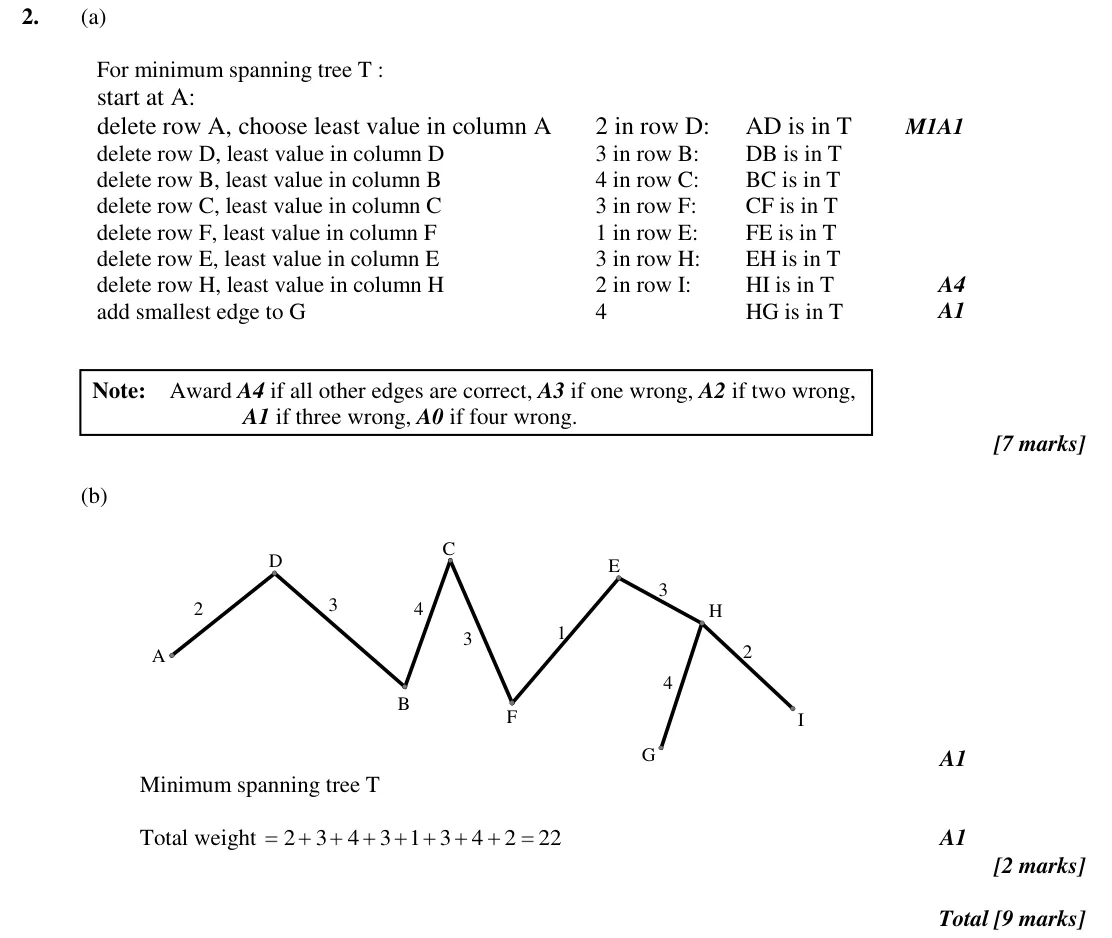 2. (a)
For minimum spanning tree T :
start at A:
delete row A, choose least value in column A 2 in row D: AD is in T M1A1
delete row D, least value in column D 3 in row B: DB is in T
delete row B, least value in column B 4 in row C: BC is in T
delete row C, least value in column C 3 in row F: CF is in T
delete row F, least value in column F 1 in row E: FE is in T
delete row E, least value in column E 3 in row H: EH is in T
delete row H, least value in column H 2 in row I: HI is in T A4
add smallest edge to G 4 HG is in T A1
Note: Award A4 if all other edges are correct, A3 if one wrong, A2 if two wrong,
A1 if three wrong, A0 if four wrong.
[7 marks]
(b)
C
D E
3
2 3 4 H
3 1
2
A
4
B
F I
G A1
Minimum spanning tree T
Total weight = 2+3+4+3+1+3+4+2 = 22 A1
[2 marks]
Total [9 marks]